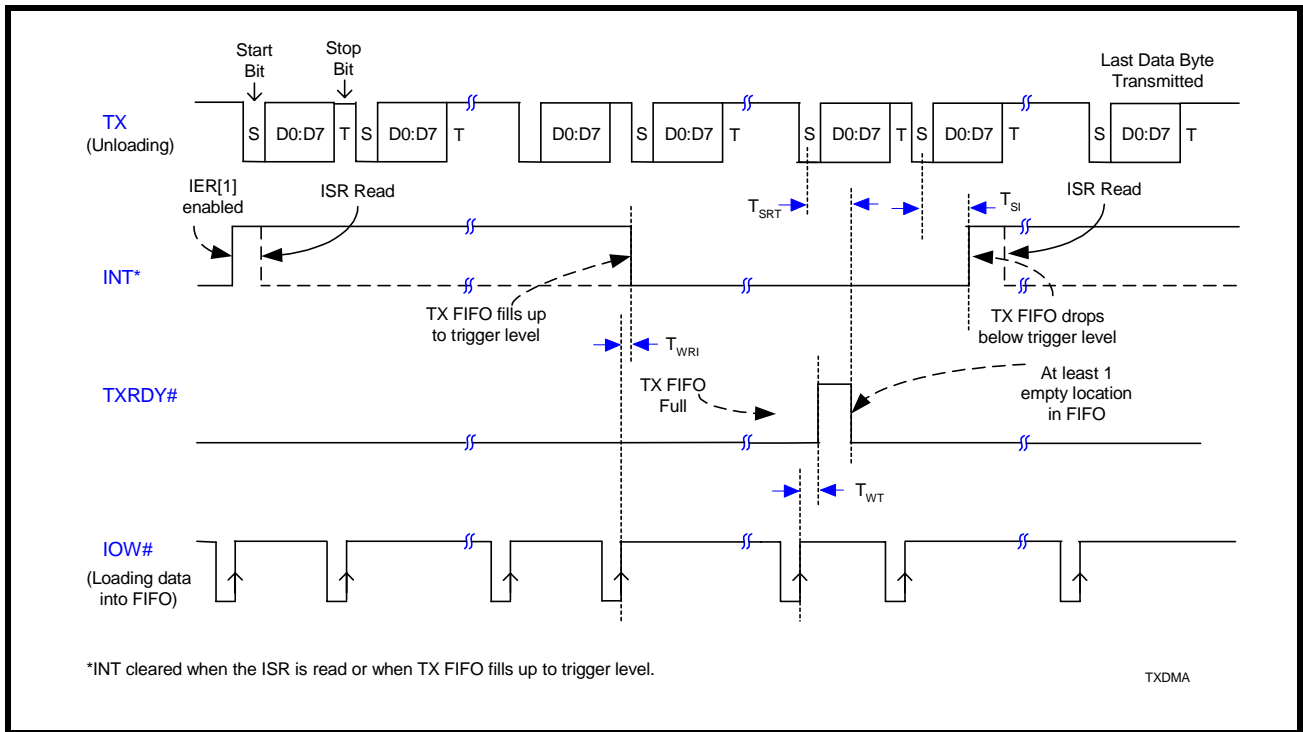 Start
Bit
Stop
Bit
Last Data Byte
Transmitted
TX
(Unloading)
S D0:D7 T S D0:D7 T D0:D7 S D0:D7 T S D0:D7 T S D0:D7 T S D0:D7 T
IER[1]
enabled
ISR Read
TSRT
TSI
ISR Read
INT*
TX FIFO fills up
to trigger level
TX FIFO drops
below trigger level
TWRI
TXRDY#
TX FIFO
Full
At least 1
empty location
in FIFO
TWT
IOW#
(Loading data
into FIFO)
*INT cleared when the ISR is read or when TX FIFO fills up to trigger level.
TXDMA